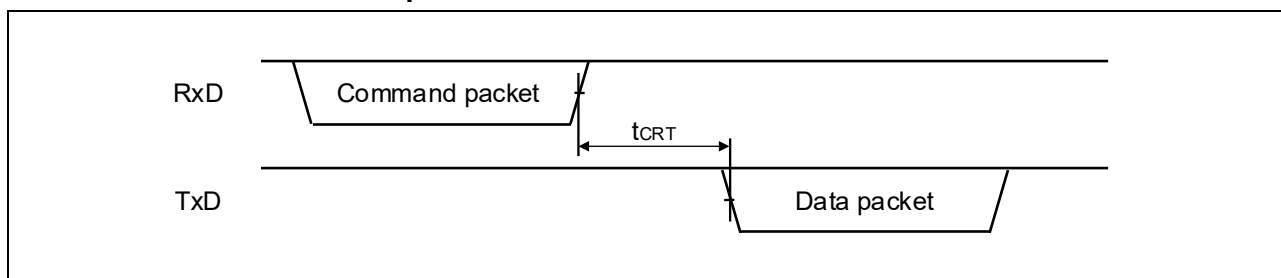 RxD
Command packet
tCRT
TxD
Data packet